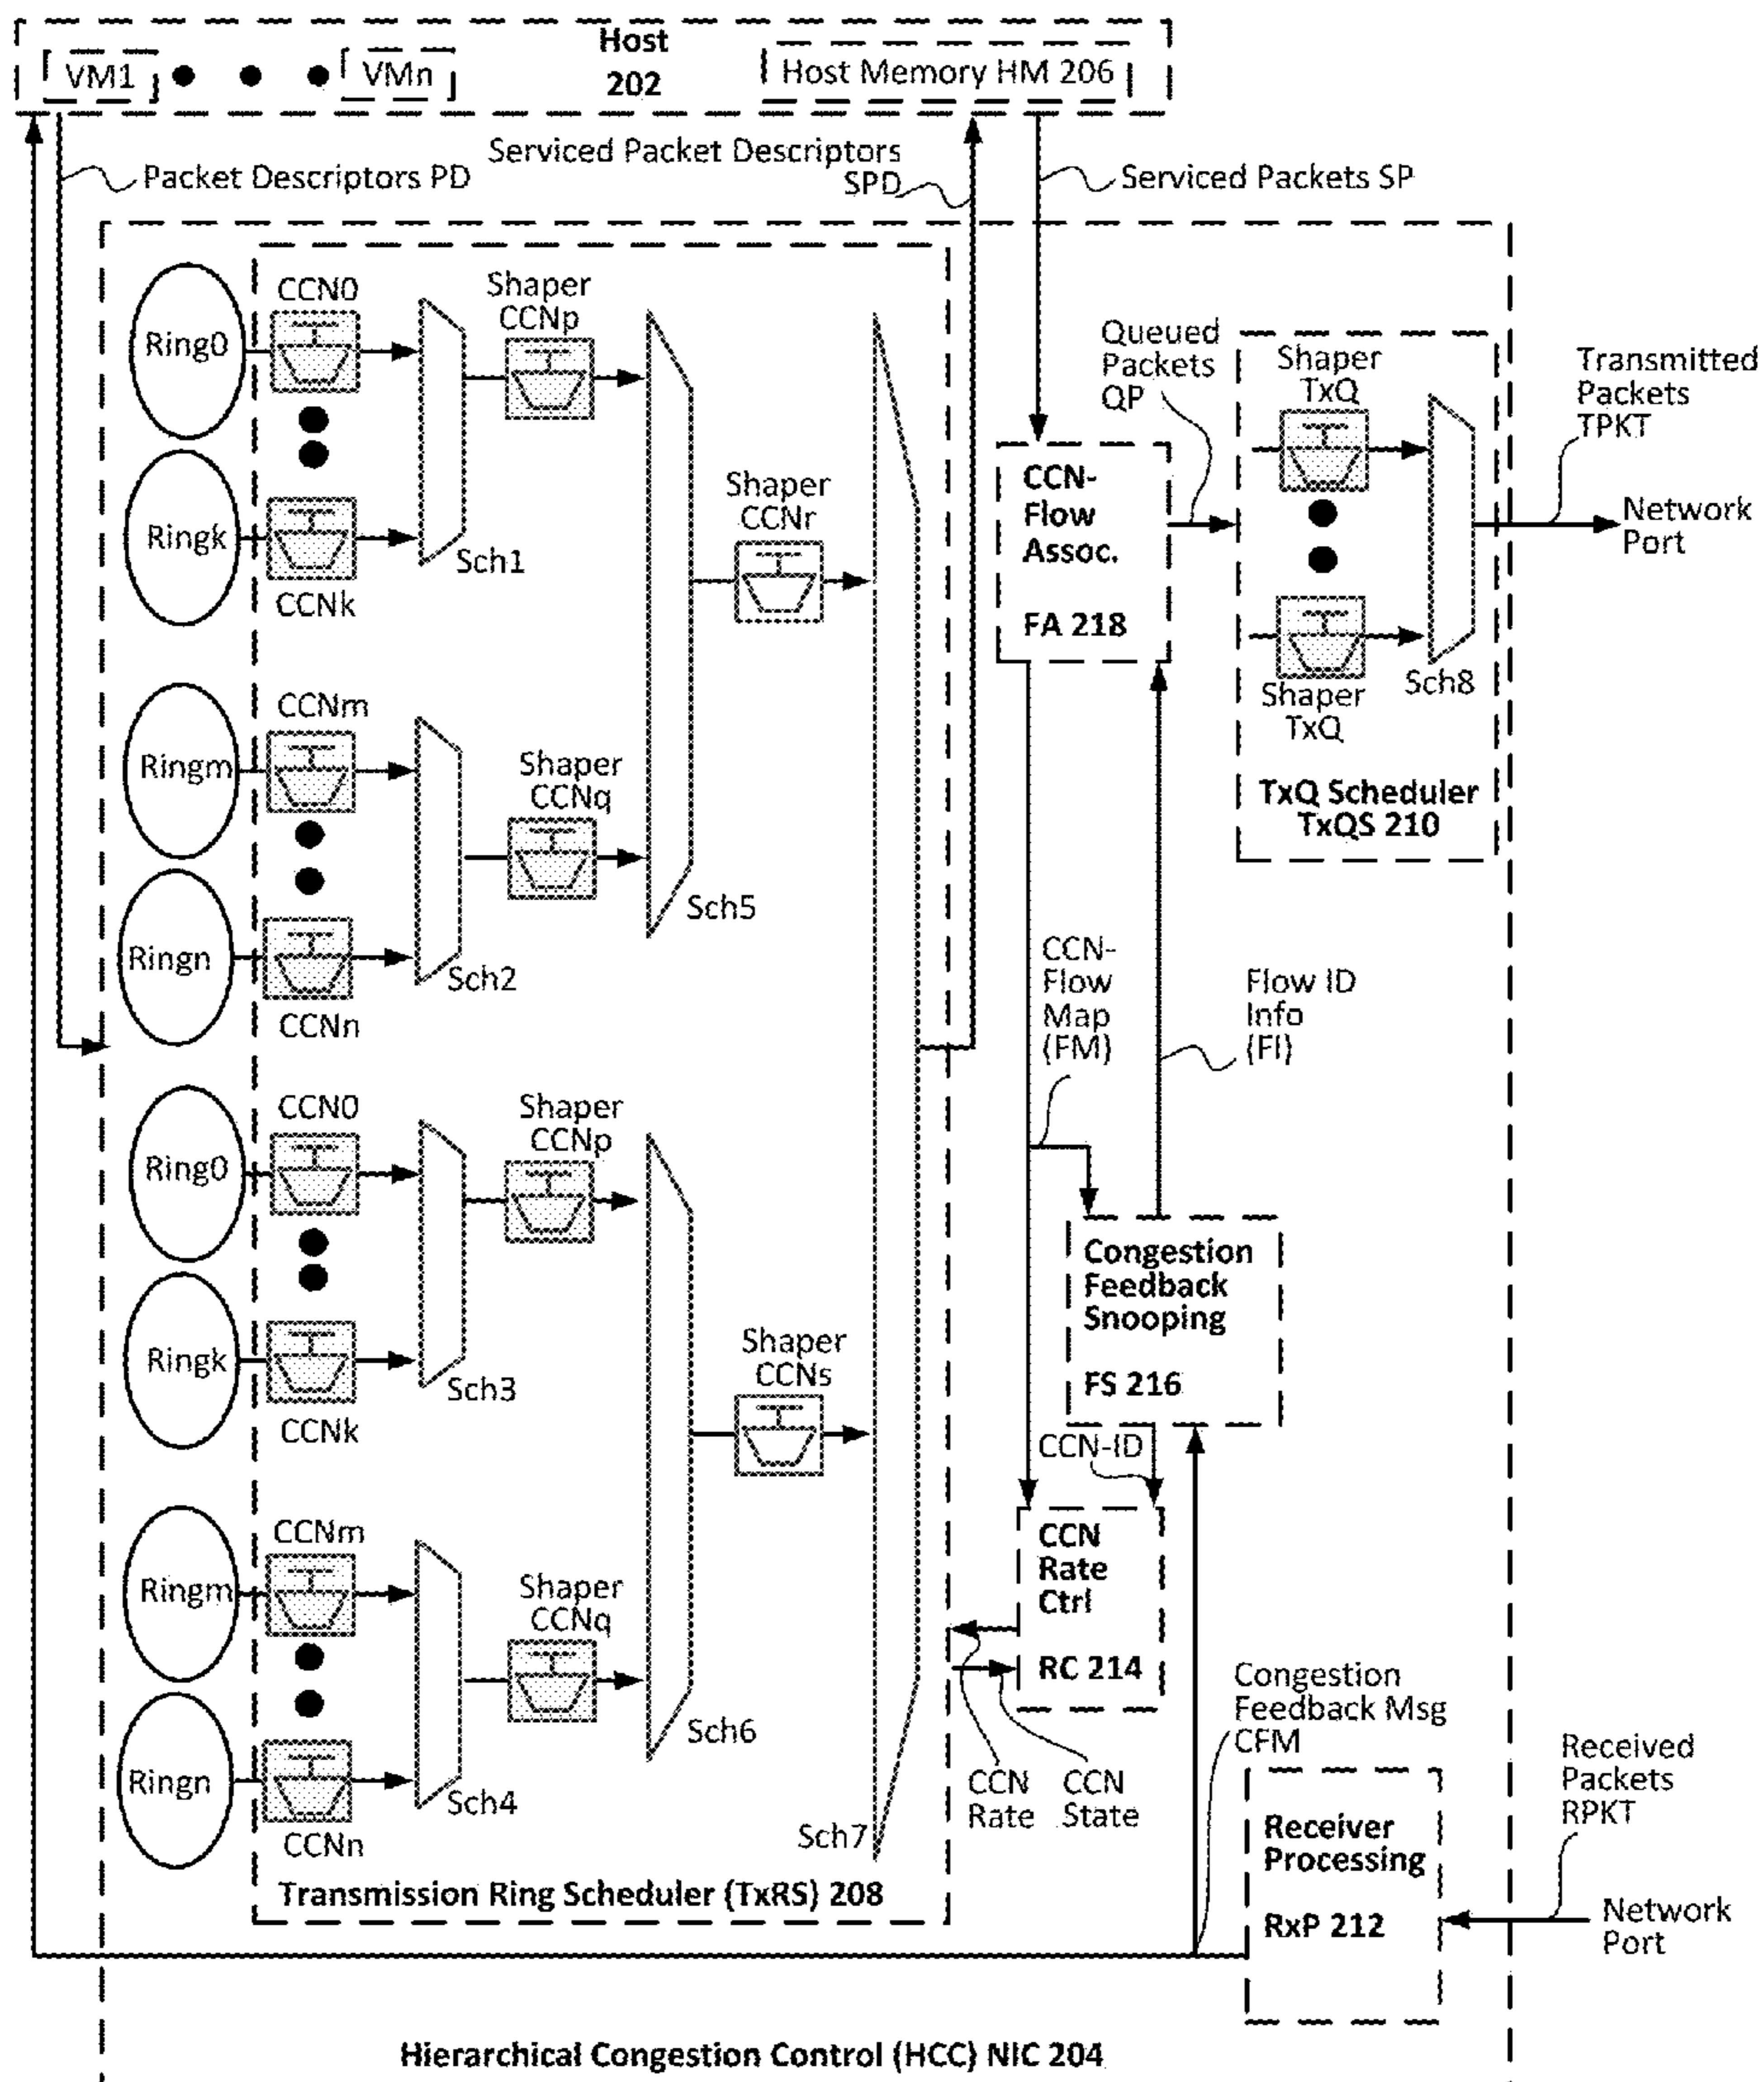 Host
202
VM1
VMn
Host Memory HM 206
Packet Descriptors PD
Serviced Packet Descriptors
SPD
Serviced Packets SP
Ring0
CCN0
Shaper
CCNp
Ringk
CCNk
Sch1
Shaper
CCNr
Ringm
CCNm
Shaper
CCNq
Ringn
CCNn
Sch2
Sch5
Ring0
CCN0
Shaper
CCNp
Ringk
CCNk
Sch3
Shaper
CCNs
Ringm
CCNm
Shaper
CCNq
Ringn
CCNn
Sch4
Sch6
Sch7
Transmission Ring Scheduler (TxRS) 208
CCN-
Flow
Assoc.
FA 218
Queued
Packets
QP
Shaper
TxQ
Shaper
TxQ
Sch8
TxQ Scheduler
TxQS 210
Transmitted
Packets
TPKT
Network
Port
CCN-
Flow
Map
(FM)
Flow ID
Info
(FI)
Congestion
Feedback
Snooping
FS 216
CCN-ID
CCN
Rate
Ctrl
RC 214
CCN
Rate
CCN
State
Congestion
Feedback Msg
CFM
Receiver
Processing
RxP 212
Received
Packets
RPKT
Network
Port
Hierarchical Congestion Control (HCC) NIC 204